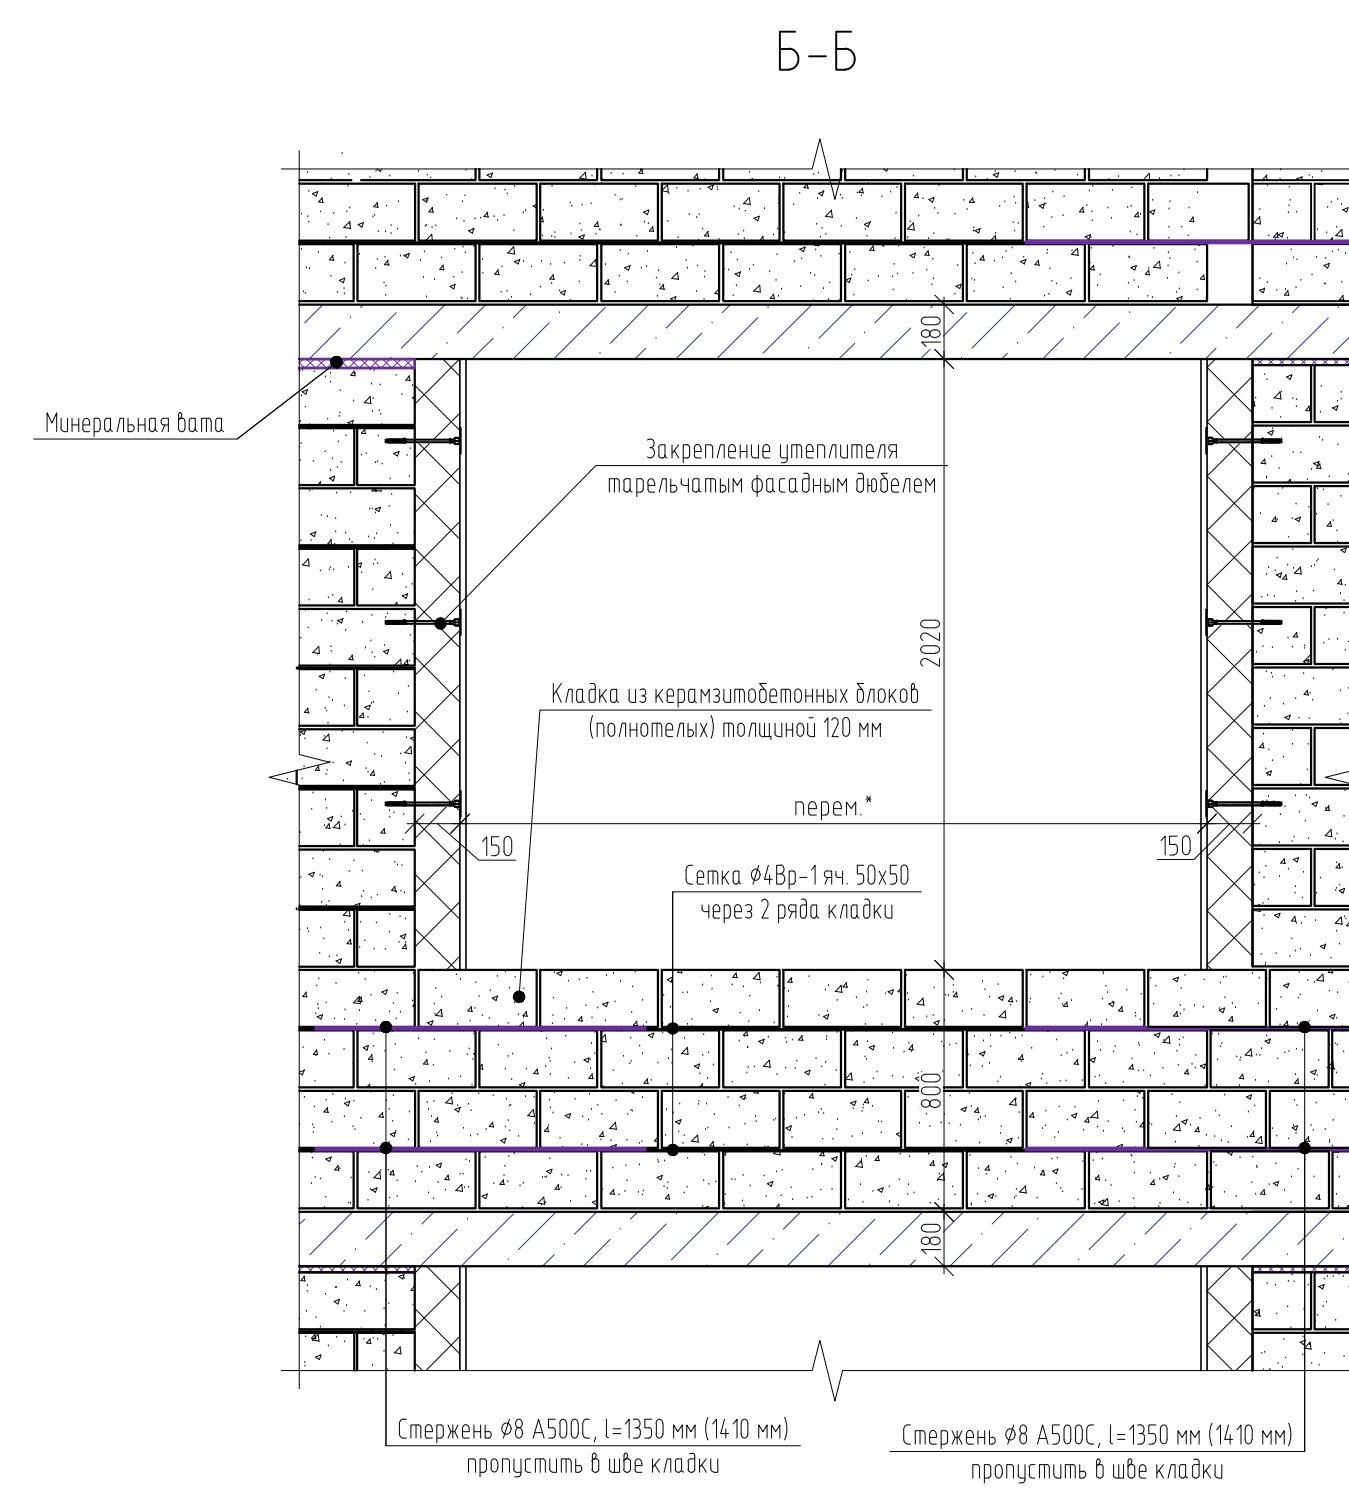 Б-Б
180
Минеральная вата
Закрепление утеплителя
тарельчатым фасадным дюбелем
2020
Кладка из керамзитобетонных блоков
(полнотелых) толщиной 120 мм
перем.*
150
150
Сетка Ø4Вр-1 яч. 50х50
через 2 ряда кладки
800
180
Стержень Ø8 А500С, l=1350 мм (1410 мм)
пропустить в шве кладки
Стержень Ø8 А500С, l=1350 мм (1410 мм)
пропустить в шве кладки